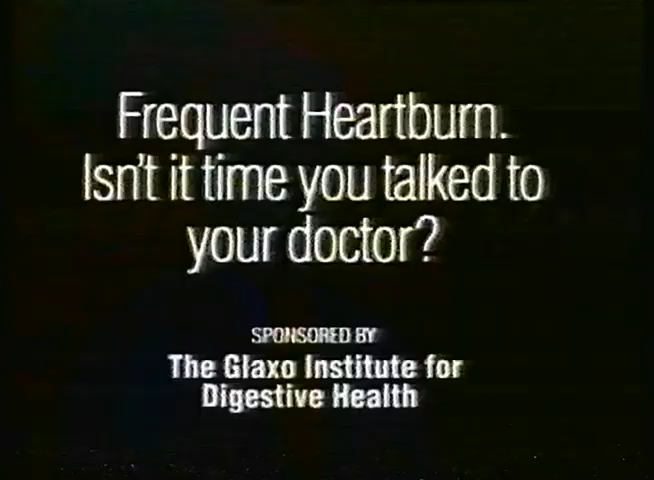 Frequent Heartburn.
Isn't it time you talked to
your doctor?
SPONSORED BY
The Glaxo Institute for
Digestive Health